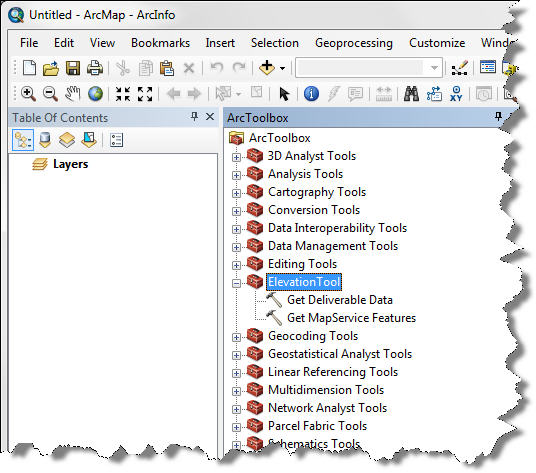 Untitled - ArcMap - ArcInfo
File Edit View Bookmarks Insert Selection Geoprocessing Customize
XY
Table Of Contents
ArcToolbox
Layers
ArcToolbox
3D Analyst Tools
Analysis Tools
Cartography Tools
Conversion Tools
Data Interoperability Tools
Data Management Tools
Editing Tools
ElevationTool
Get Deliverable Data
Get MapService Features
Geocoding Tools
Geostatistical Analyst Tools
Linear Referencing Tools
Multidimension Tools
Network Analyst Tools
Parcel Fabric Tools
Schematics Tools